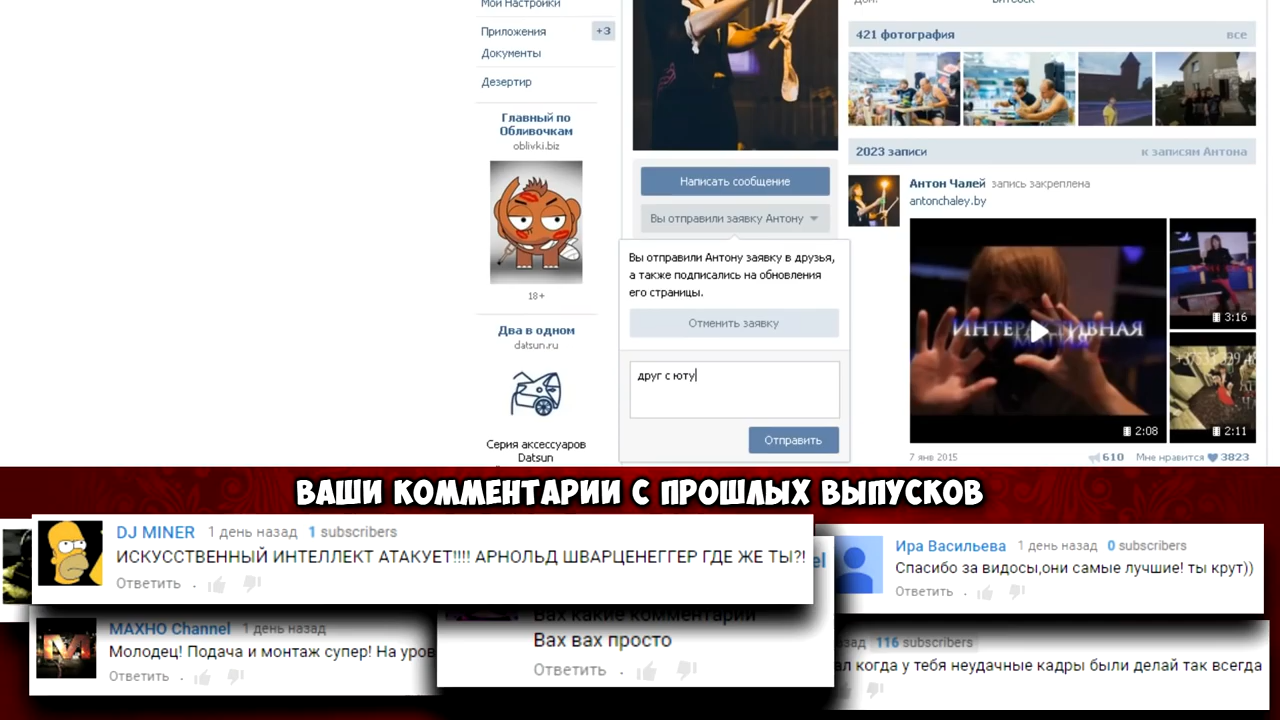 Мои Настройки
Приложения +3
Документы
Дезертир
Главный по
Обливочкам
oblivki.biz
18+
Два в одном
datsun.ru
Серия аксессуаров
Datsun
Написать сообщение
Вы отправили заявку Антону
Вы отправили Антону заявку в друзья,
а также подписались на обновления
его страницы.
Отменить заявку
друг с юту
Отправить
421 фотография все
2023 записи к записям Антона
Антон Чалей запись закреплена
antonchaley.by
ИНТЕРАКТИВНАЯ
МАГИЯ
2:08
3:16
2:11
7 янв 2015 610 Мне нравится 3823
ВАШИ КОММЕНТАРИИ С ПРОШЛЫХ ВЫПУСКОВ
DJ MINER 1 день назад 1 subscribers
ИСКУССТВЕННЫЙ ИНТЕЛЛЕКТ АТАКУЕТ!!!! АРНОЛЬД ШВАРЦЕНЕГГЕР ГДЕ ЖЕ ТЫ?!
Ответить
Ира Васильева 1 день назад 0 subscribers
Спасибо за видосы,они самые лучшие! ты крут))
Ответить
МАХНО Channel 1 день назад
Молодец! Подача и монтаж супер! На уров
Ответить
Вах какие комментарии
Вах вах просто
Ответить
116 subscribers
когда у тебя неудачные кадры были делай так всегда